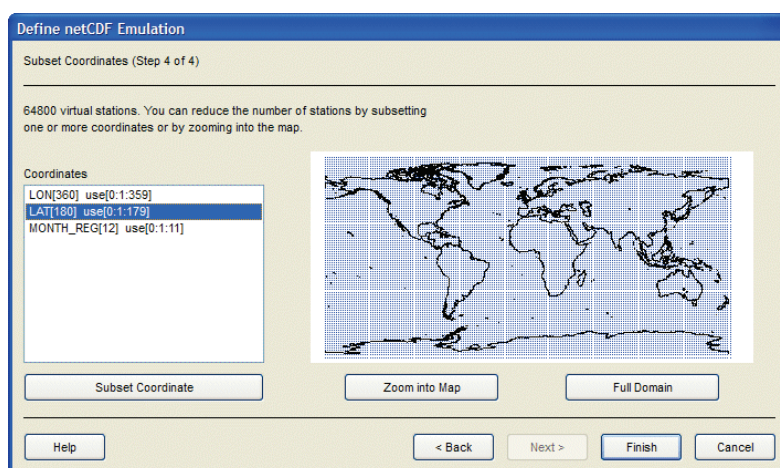 Define netCDF Emulation
Subset Coordinates (Step 4 of 4)
64800 virtual stations. You can reduce the number of stations by subsetting
one or more coordinates or by zooming into the map.
Coordinates
LON[360] use[0:1:359]
LAT[180] use[0:1:179]
MONTH_REG[12] use[0:1:11]
Subset Coordinate
Zoom into Map
Full Domain
Help
< Back
Next >
Finish
Cancel